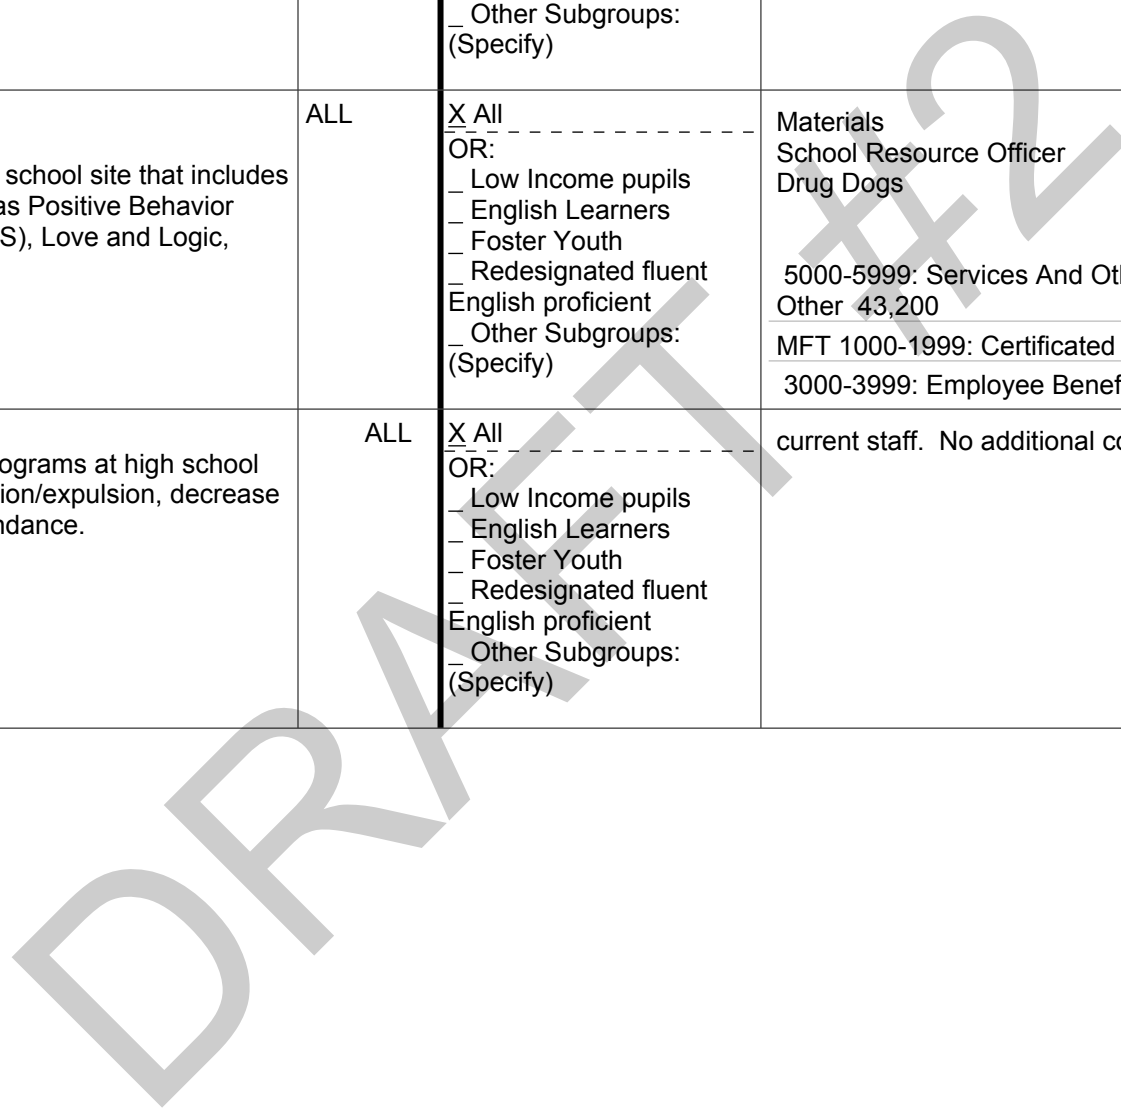 _ Other Subgroups:
(Specify)
school site that includes
as Positive Behavior
S), Love and Logic,
ALL
X All
OR:
_ Low Income pupils
_ English Learners
_ Foster Youth
_ Redesignated fluent
English proficient
_ Other Subgroups:
(Specify)
Materials
School Resource Officer
Drug Dogs
5000-5999: Services And
Other 43,200
MFT 1000-1999: Certificated
3000-3999: Employee
ograms at high school
ion/expulsion, decrease
ndance.
ALL
X All
OR:
_ Low Income pupils
_ English Learners
_ Foster Youth
_ Redesignated fluent
English proficient
_ Other Subgroups:
(Specify)
current staff. No additional
DRAFT #2